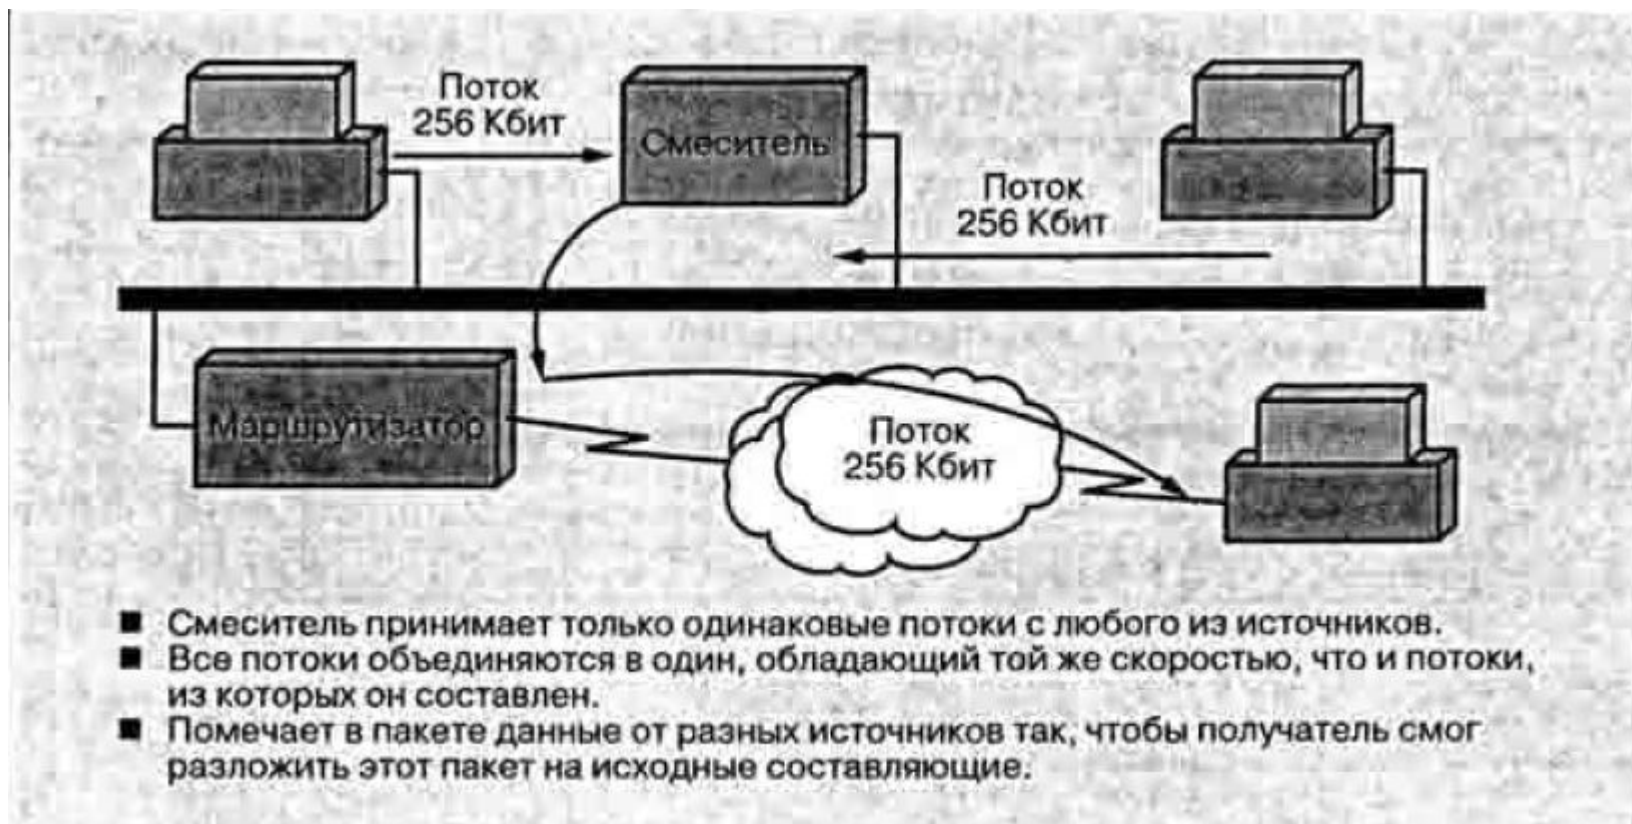 Поток
256 Кбит
Смеситель
Поток
256 Кбит
Маршрутизатор
Поток
256 Кбит
■ Смеситель принимает только одинаковые потоки с любого из источников.
■ Все потоки объединяются в один, обладающий той же скоростью, что и потоки,
из которых он составлен.
■ Помечает в пакете данные от разных источников так, чтобы получатель смог
разложить этот пакет на исходные составляющие.